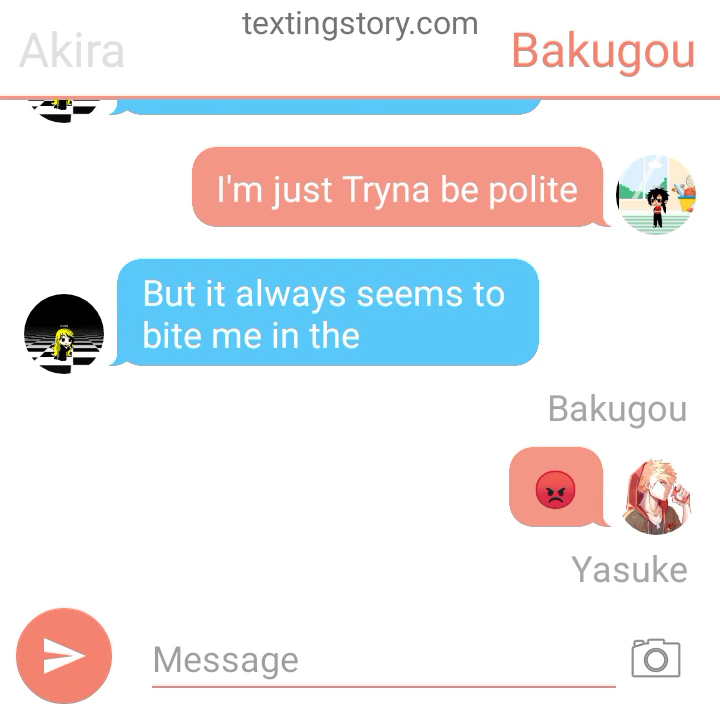 textingstory.com
Akira
Bakugou
I'm just Tryna be polite
But it always seems to
bite me in the
Bakugou
Yasuke
Message